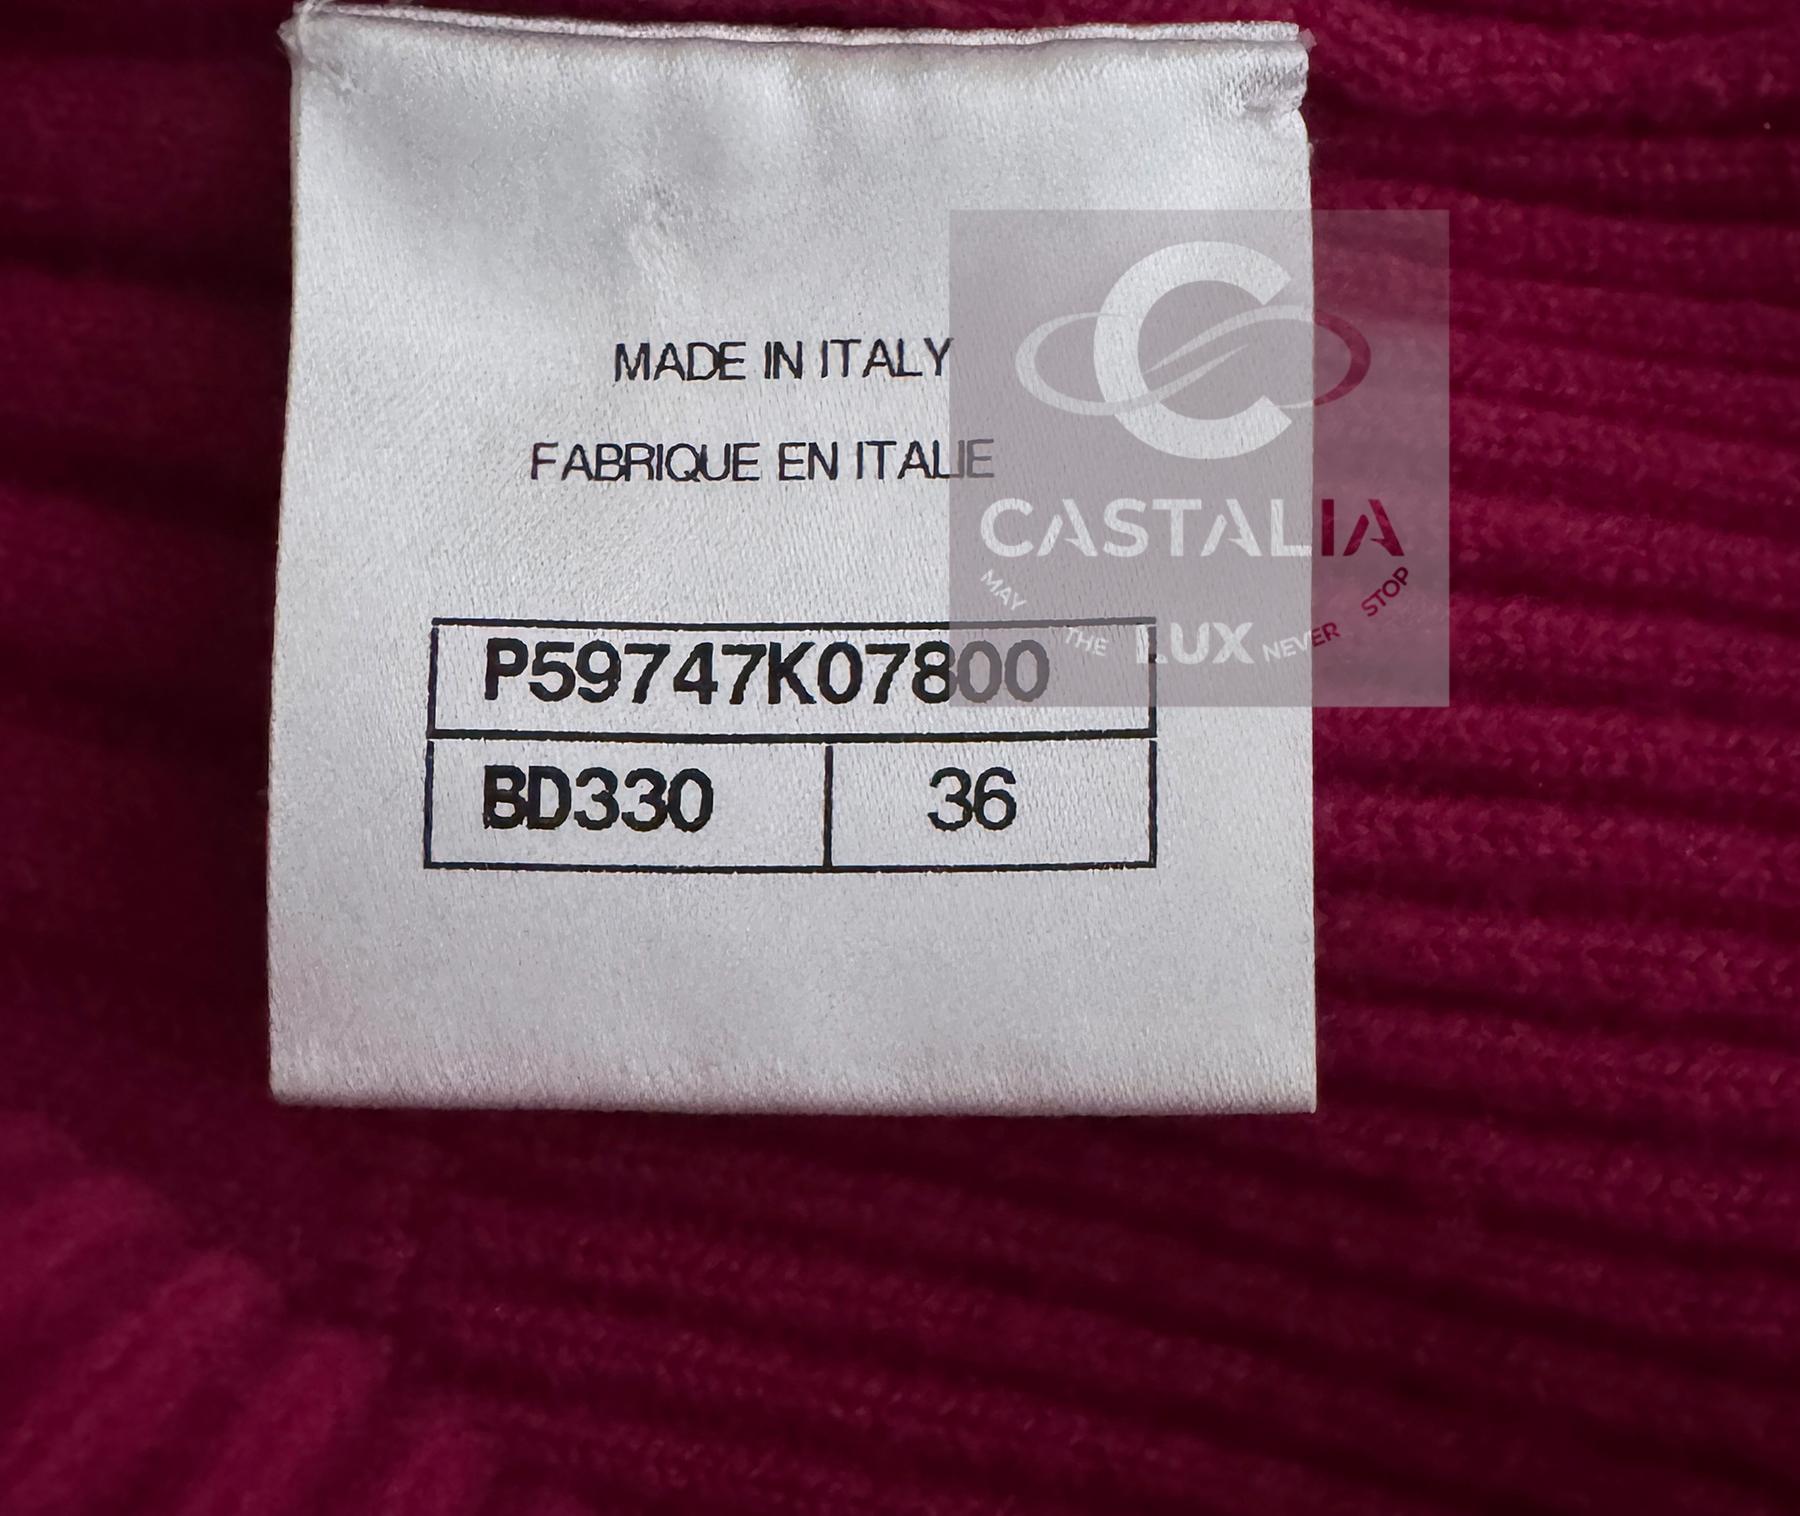 MADE IN ITALY
FABRIQUE EN ITALIE
CASTALIA
MAY THE LUX NEVER STOP
P59747K07800
BD330 36